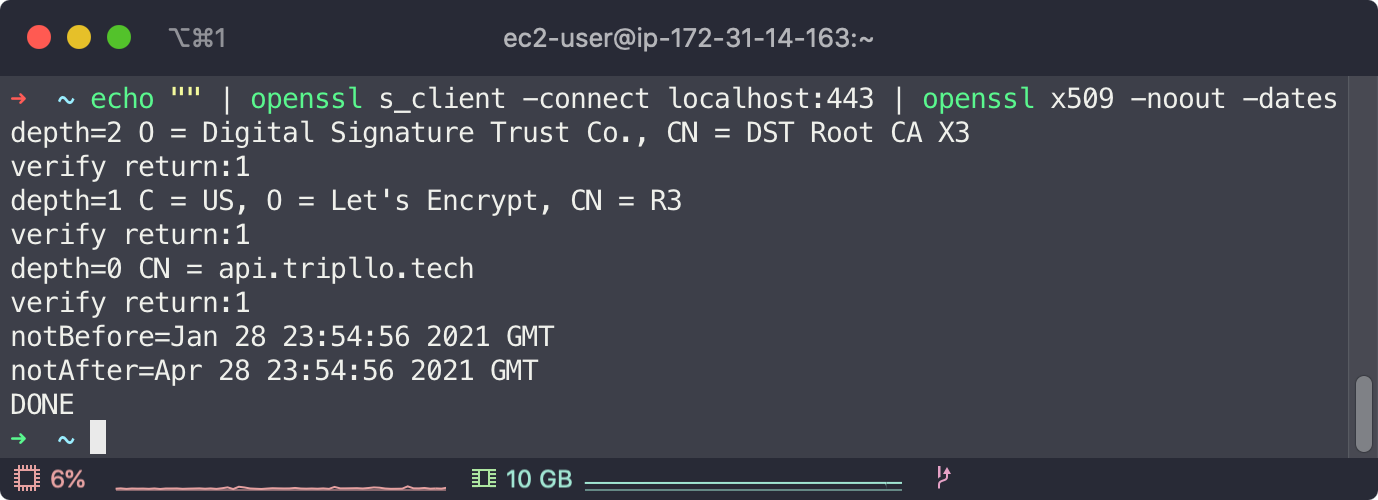 ⌥⌘1 ec2-user@ip-172-31-14-163:~
➜ ~ echo "" | openssl s_client -connect localhost:443 | openssl x509 -noout -dates
depth=2 O = Digital Signature Trust Co., CN = DST Root CA X3
verify return:1
depth=1 C = US, O = Let's Encrypt, CN = R3
verify return:1
depth=0 CN = api.tripllo.tech
verify return:1
notBefore=Jan 28 23:54:56 2021 GMT
notAfter=Apr 28 23:54:56 2021 GMT
DONE
➜ ~
6% 10 GB